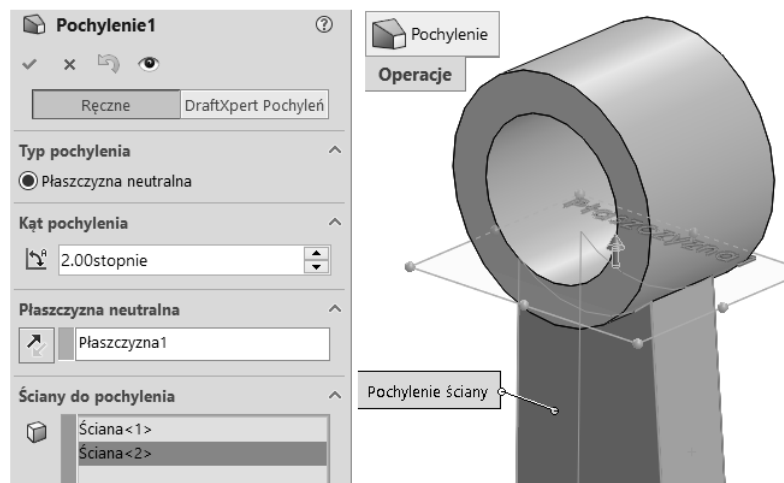 Pochylenie1
Ręczne
DraftXpert Pochyleń
Typ pochylenia
Płaszczyzna neutralna
Kąt pochylenia
2.00stopnie
Płaszczyzna neutralna
Płaszczyzna1
Ściany do pochylenia
Ściana<1>
Ściana<2>
Pochylenie
Operacje
Pochylenie ściany